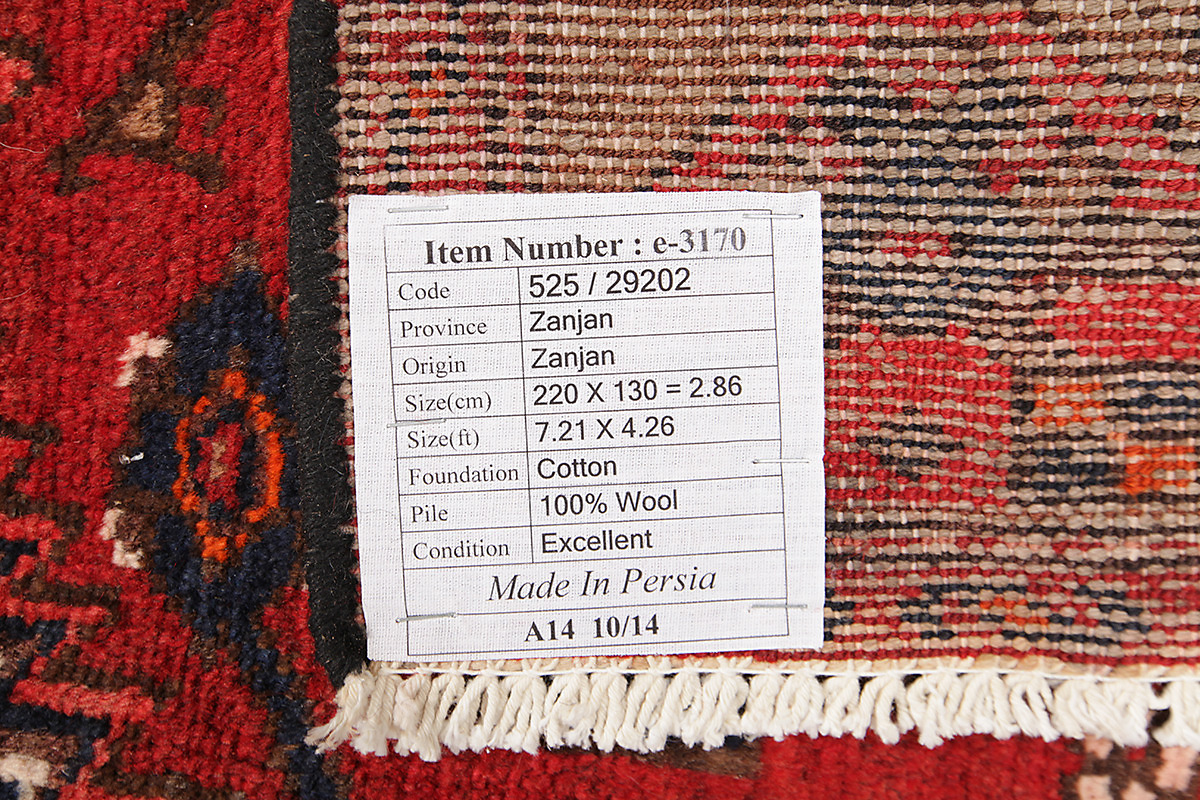 Item Number : e-3170
Code 525 / 29202
Province Zanjan
Origin Zanjan
Size(cm) 220 X 130 = 2.86
Size(ft) 7.21 X 4.26
Foundation Cotton
Pile 100% Wool
Condition Excellent
Made In Persia
A14 10/14